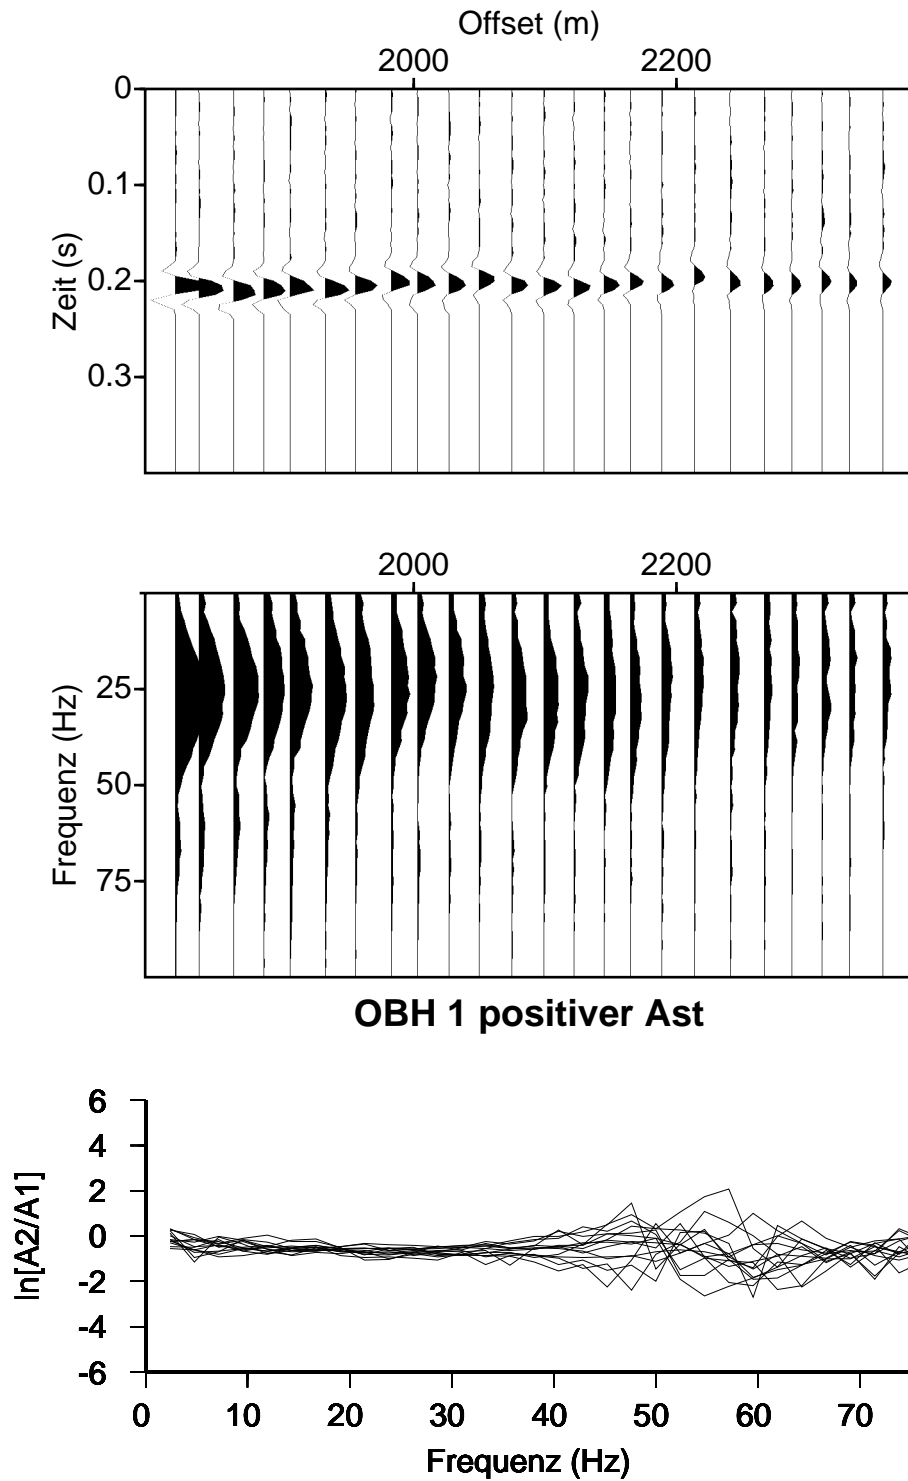 Offset (m)
2000 2200
0
0.1
0.2
0.3
Zeit (s)
2000 2200
25
50
75
Frequenz (Hz)
OBH 1 positiver Ast
6
4
2
0
-2
-4
-6
ln[A2/A1]
0 10 20 30 40 50 60 70
Frequenz (Hz)